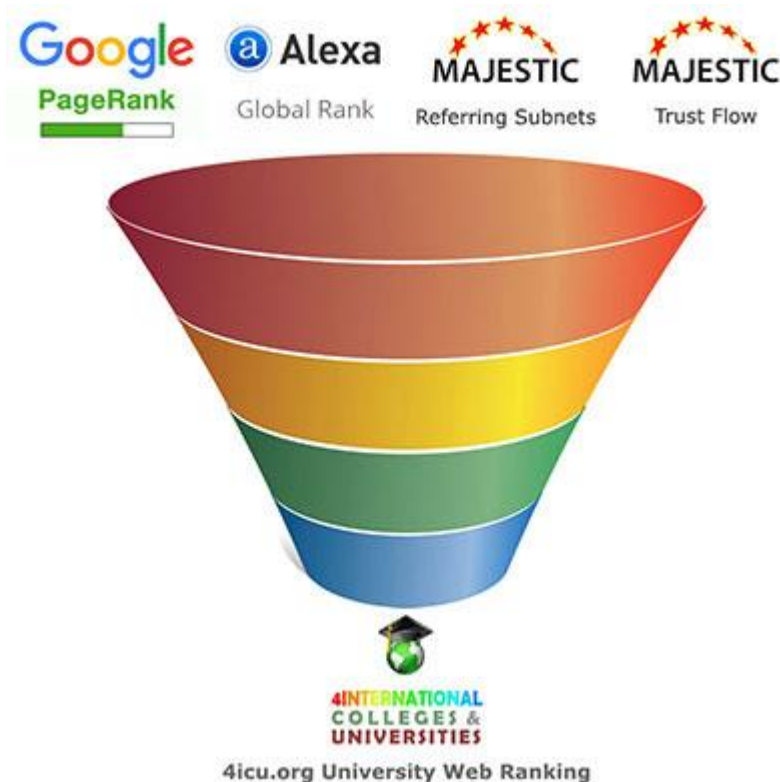 Google
PageRank
a Alexa
Global Rank
MAJESTIC
Referring Subnets
MAJESTIC
Trust Flow
4INTERNATIONAL
COLLEGES &
UNIVERSITIES
4icu.org University Web Ranking